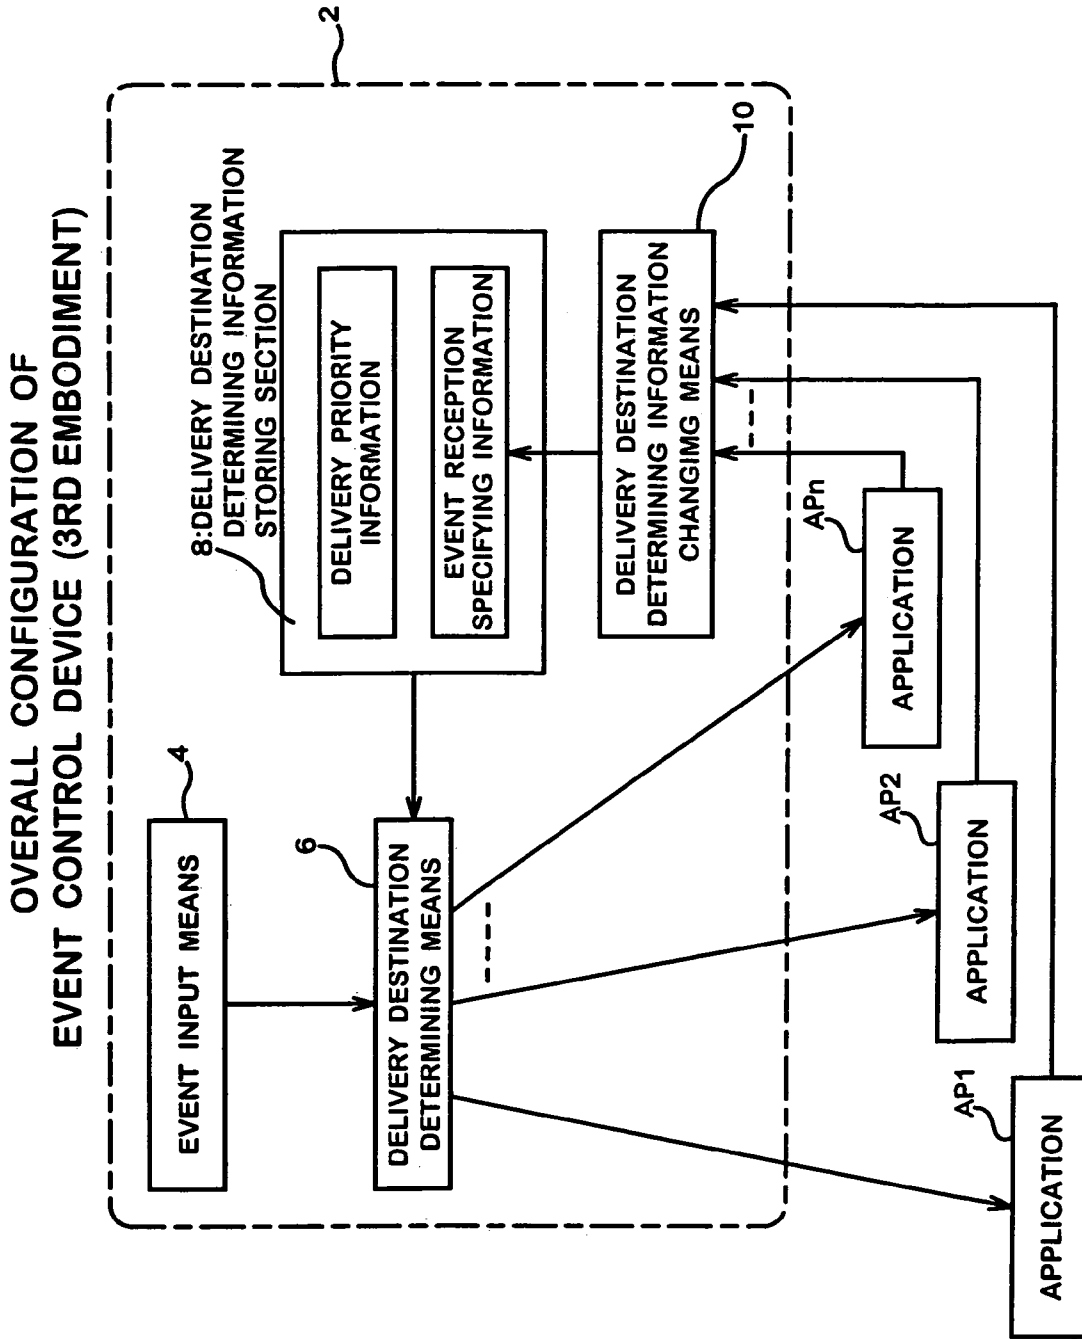 OVERALL CONFIGURATION OF
EVENT CONTROL DEVICE (3RD EMBODIMENT)
2
4
EVENT INPUT MEANS
6
DELIVERY DESTINATION
DETERMINING MEANS
8:DELIVERY DESTINATION
DETERMINING INFORMATION
STORING SECTION
DELIVERY PRIORITY
INFORMATION
EVENT RECEPTION
SPECIFYING INFORMATION
10
DELIVERY DESTINATION
DETERMINING INFORMATION
CHANGIMG MEANS
AP1
APPLICATION
AP2
APPLICATION
APn
APPLICATION